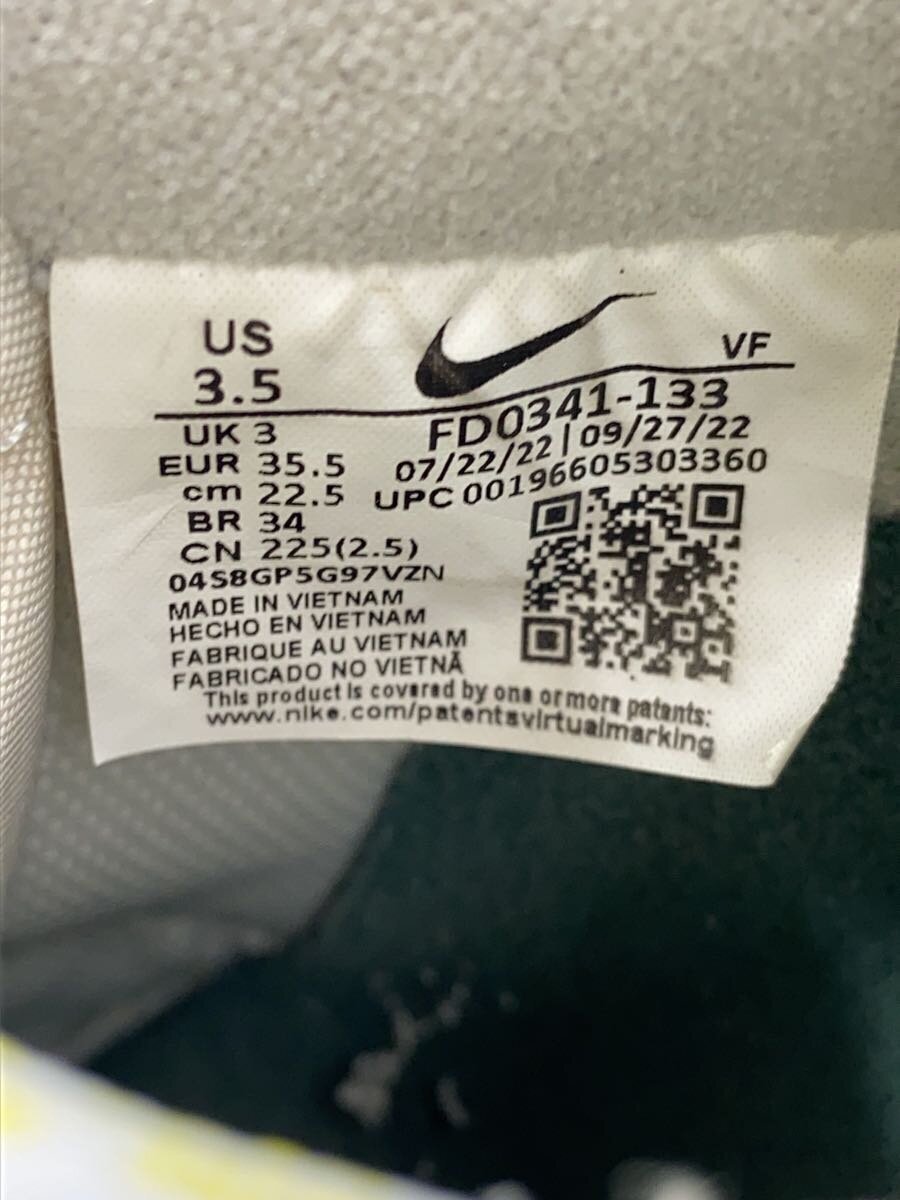 US
3.5
VF
UK 3
EUR 35.5
cm 22.5
BR 34
CN 225(2.5)
FD0341-133
07/22/22 | 09/27/22
UPC 00196605303360
04S8GP5G97VZN
MADE IN VIETNAM
HECHO EN VIETNAM
FABRIQUE AU VIETNAM
FABRICADO NO VIETNÃ
This product is covered by one or more patents:
www.nike.com/patentsvirtualmarking